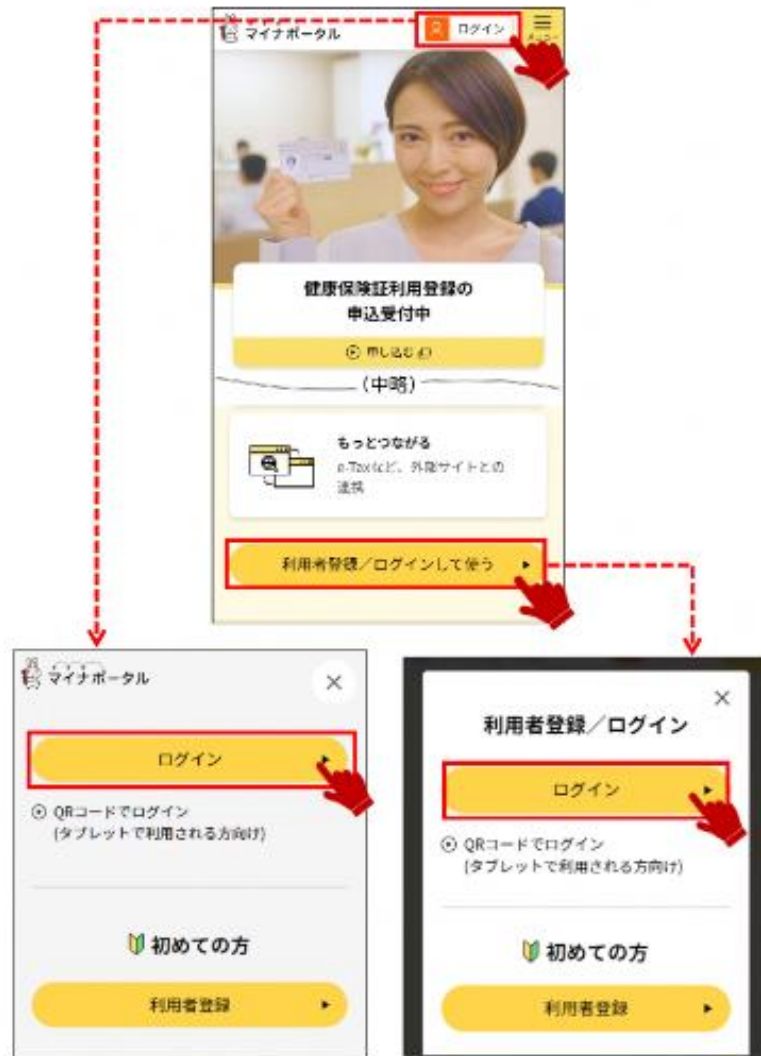 マイナポータル
ログイン
メニュー
健康保険証利用登録の
申込受付中
申し込む
(中略)
もっとつながる
e-Taxなど、外部サイトとの
連携
利用者登録/ログインして使う
マイナポータル
ログイン
QRコードでログイン
(タブレットで利用される方向け)
初めての方
利用者登録
利用者登録/ログイン
ログイン
QRコードでログイン
(タブレットで利用される方向け)
初めての方
利用者登録